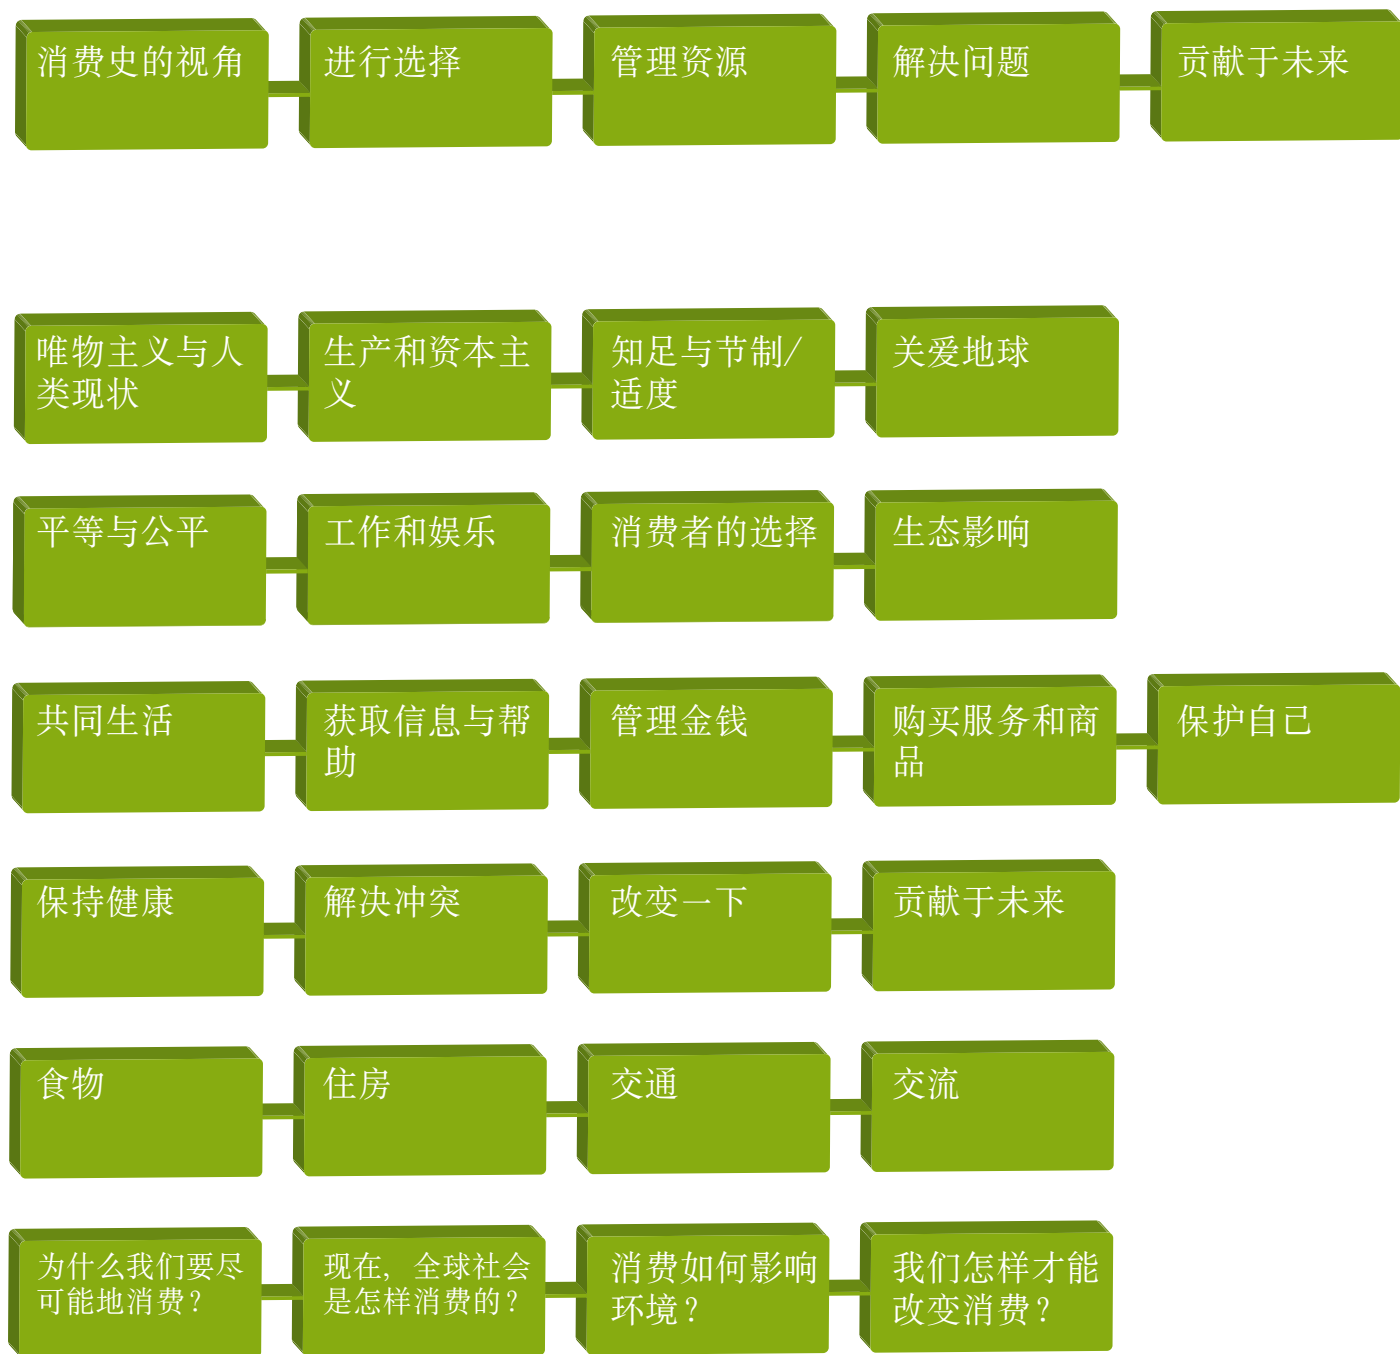 消费史的视角
进行选择
管理资源
解决问题
贡献于未来
唯物主义与人
类现状
生产和资本主
义
知足与节制/
适度
关爱地球
平等与公平
工作和娱乐
消费者的选择
生态影响
共同生活
获取信息与帮
助
管理金钱
购买服务和商
品
保护自己
保持健康
解决冲突
改变一下
贡献于未来
食物
住房
交通
交流
为什么我们要尽
可能地消费？
现在，全球社会
是怎样消费的？
消费如何影响
环境？
我们怎样才能
改变消费？